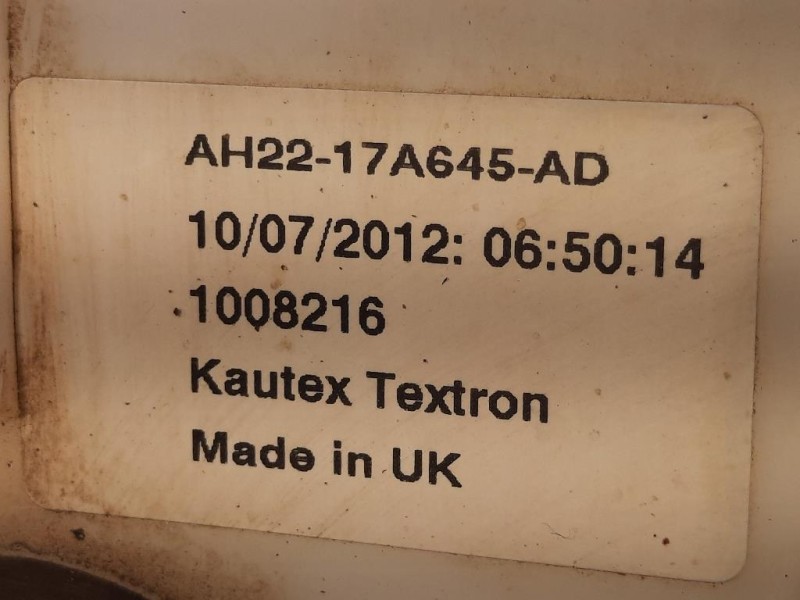 AH22-17A645-AD
10/07/2012: 06:50:14
1008216
Kautex Textron
Made in UK